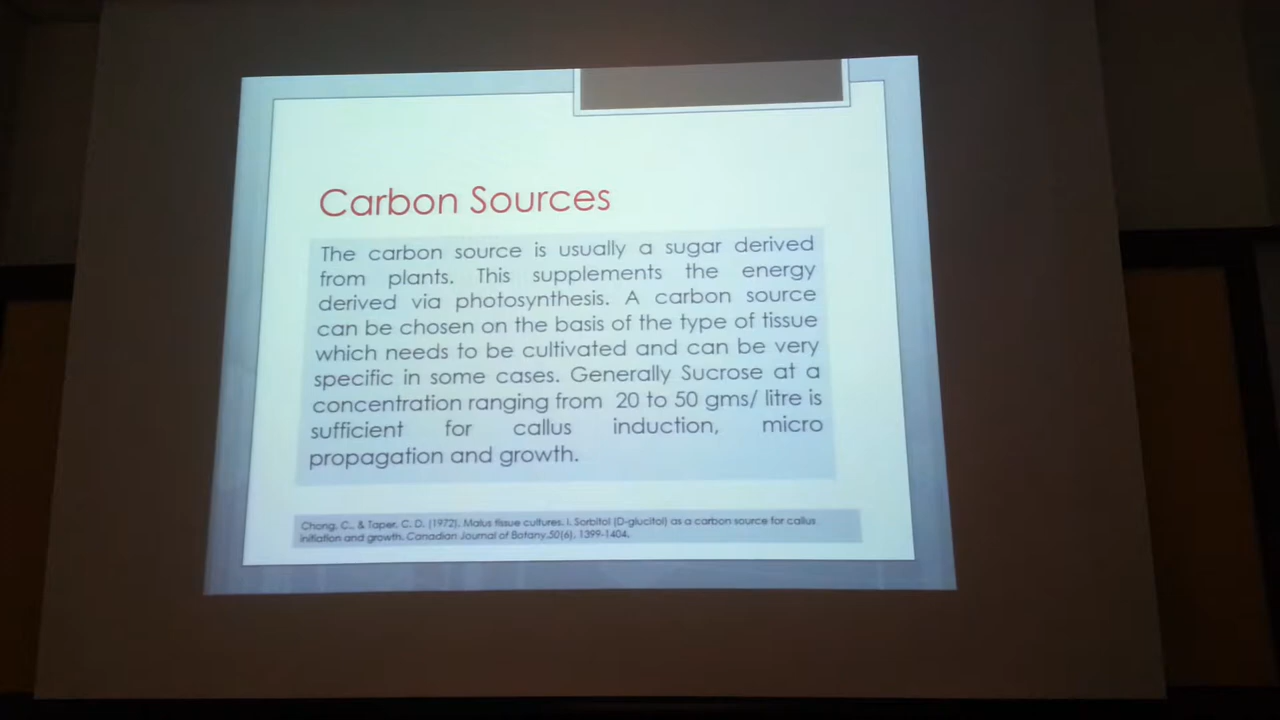 Carbon Sources
The carbon source is usually a sugar derived
from plants. This supplements the energy
derived via photosynthesis. A carbon source
can be chosen on the basis of the type of tissue
which needs to be cultivated and can be very
specific in some cases. Generally Sucrose at a
concentration ranging from 20 to 50 gms/ litre is
sufficient for callus induction, micro
propagation and growth.
Chong, C., & Taper, C. D. (1972). Malus tissue cultures. I. Sorbitol (D-glucitol) as a carbon source for callus
initiation and growth. Canadian Journal of Botany,50(6), 1399-1404.